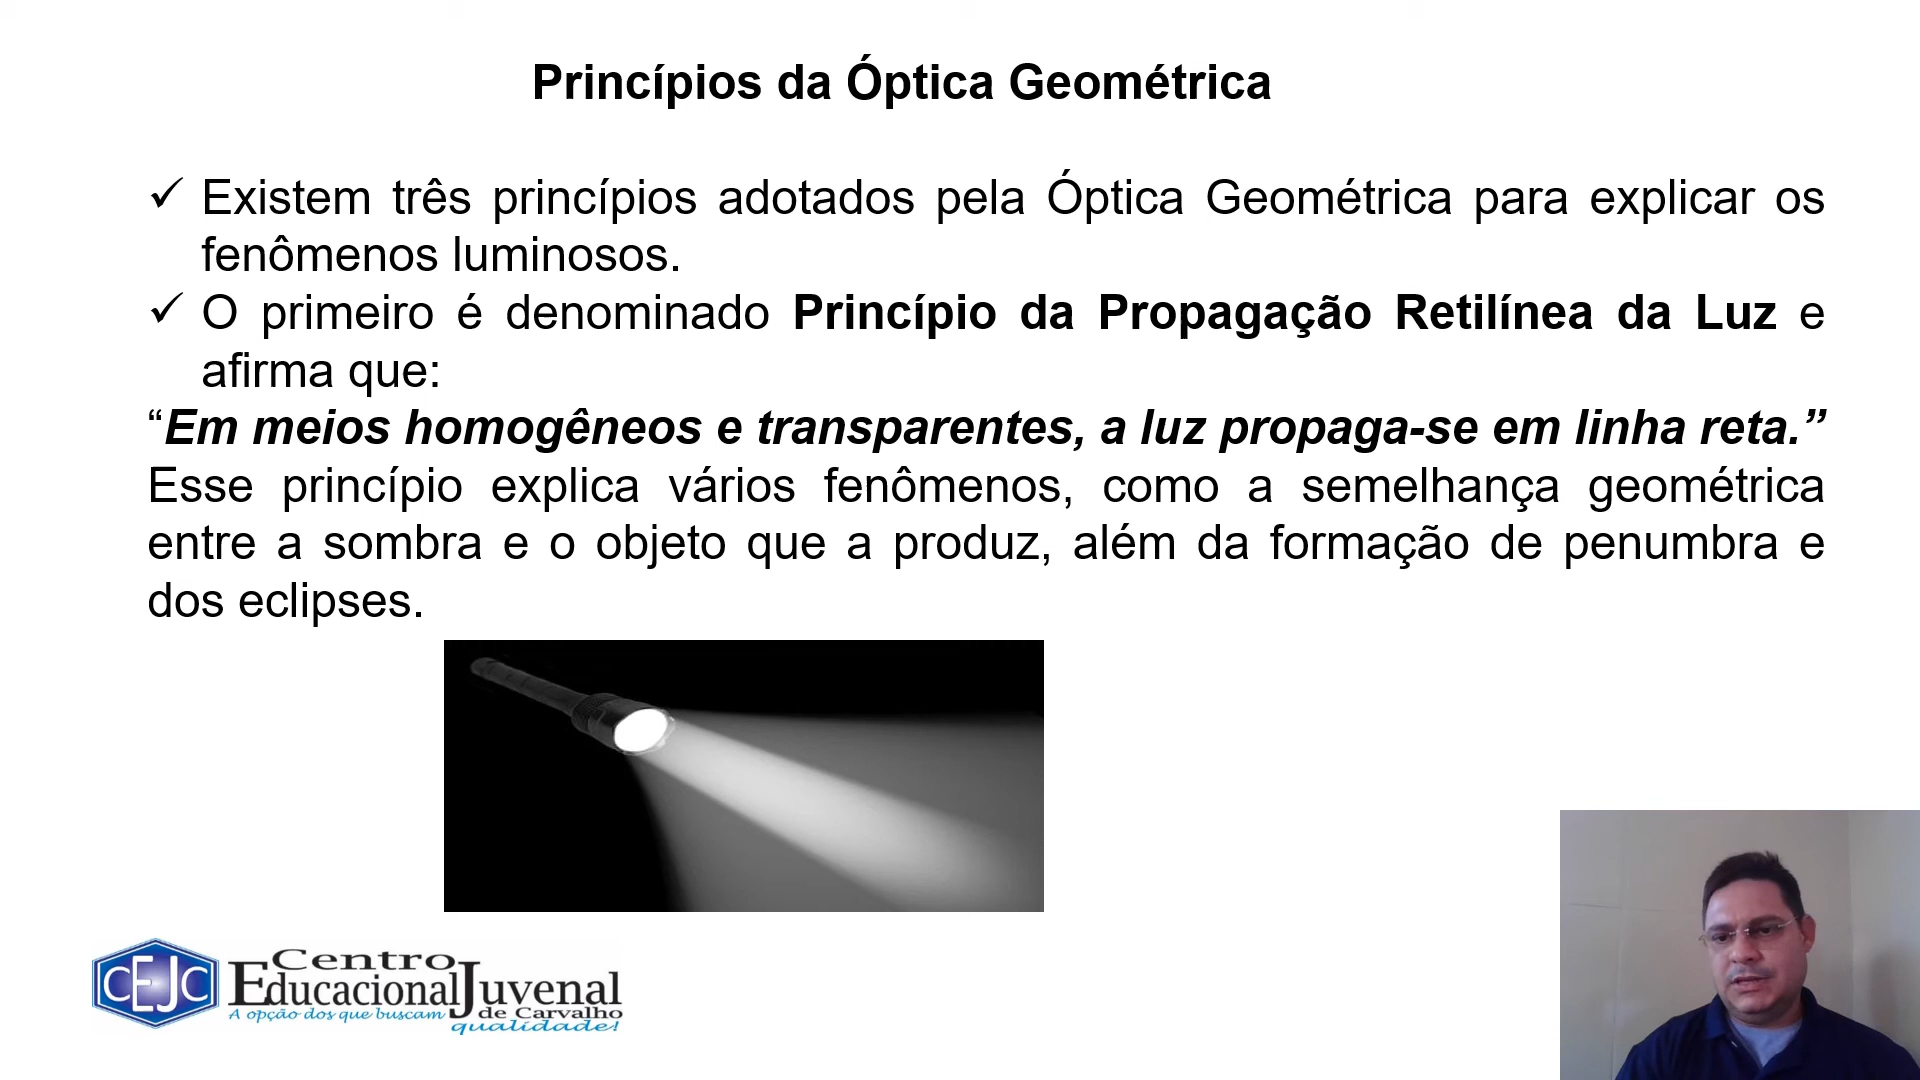 Princípios da Óptica Geométrica
✓ Existem três princípios adotados pela Óptica Geométrica para explicar os
fenômenos luminosos.
✓ O primeiro é denominado Princípio da Propagação Retilínea da Luz e
afirma que:
“Em meios homogêneos e transparentes, a luz propaga-se em linha reta.”
Esse princípio explica vários fenômenos, como a semelhança geométrica
entre a sombra e o objeto que a produz, além da formação de penumbra e
dos eclipses.
CEJC
Centro
Educacional Juvenal
de Carvalho
A opção dos que buscam
qualidade!